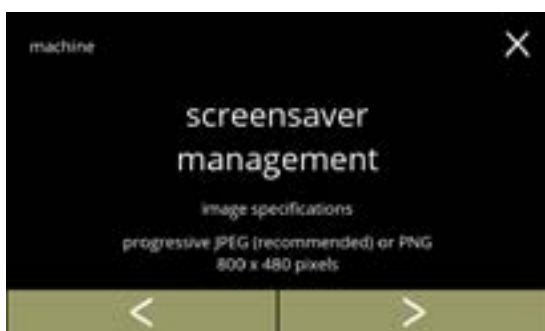 machine
screensaver
management
image specifications
progressive JPEG (recommended) or PNG
800 x 480 pixels